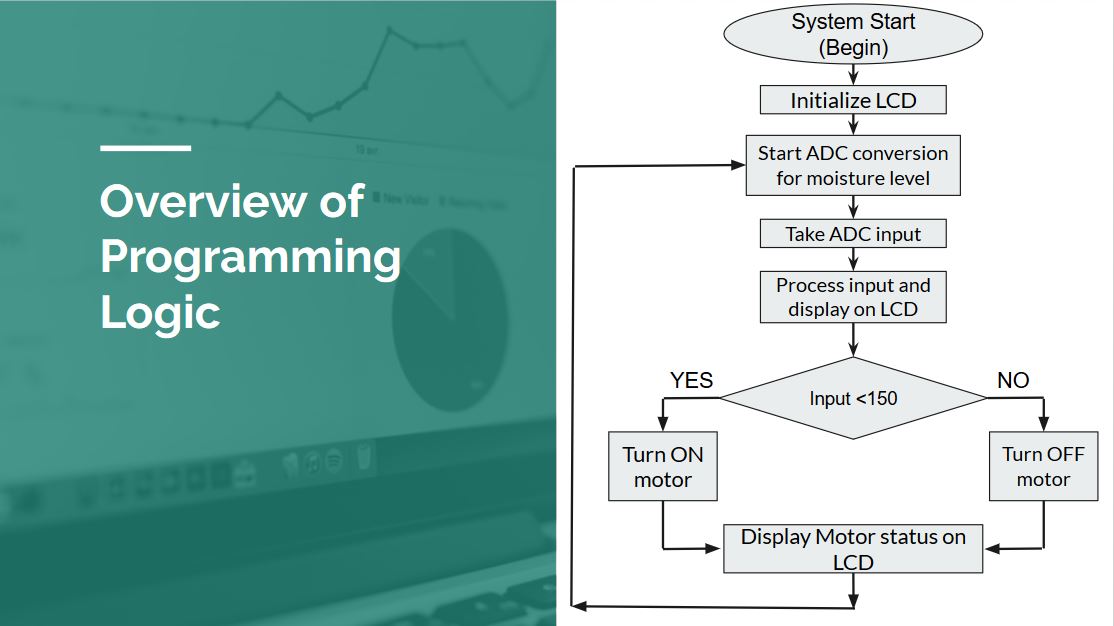 Overview of
Programming
Logic
System Start
(Begin)
Initialize LCD
Start ADC conversion
for moisture level
Take ADC input
Process input and
display on LCD
Input <150
YES
NO
Turn ON
motor
Turn OFF
motor
Display Motor status on
LCD